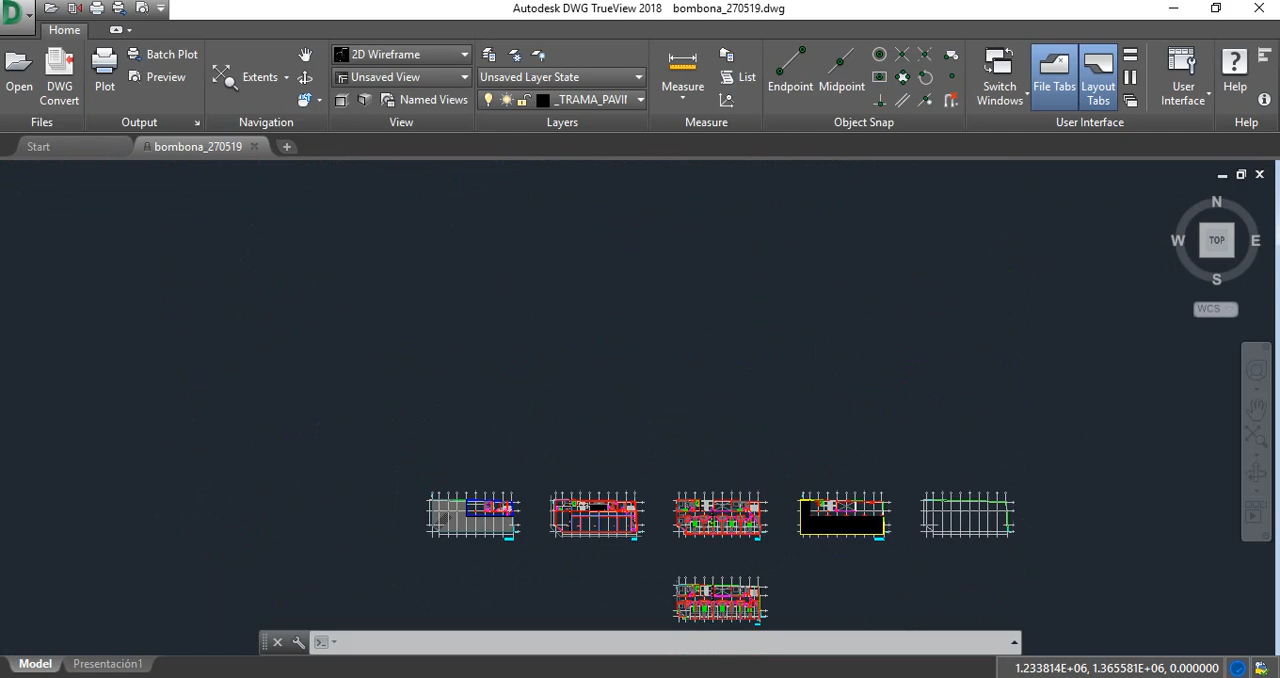 Autodesk DWG TrueView 2018 bombona_270519.dwg
Home
Open
DWG Convert
Files
Plot
Batch Plot
Preview
Output
Extents
Navigation
2D Wireframe
Unsaved View
Named Views
View
Unsaved Layer State
_TRAMA_PAVIN
Layers
Measure
List
Measure
Endpoint
Midpoint
Object Snap
Switch Windows
File Tabs
Layout Tabs
User Interface
User Interface
Help
Help
Start
bombona_270519
N
W
TOP
E
S
WCS
Model
Presentación1
1.233814E+06, 1.365581E+06, 0.000000